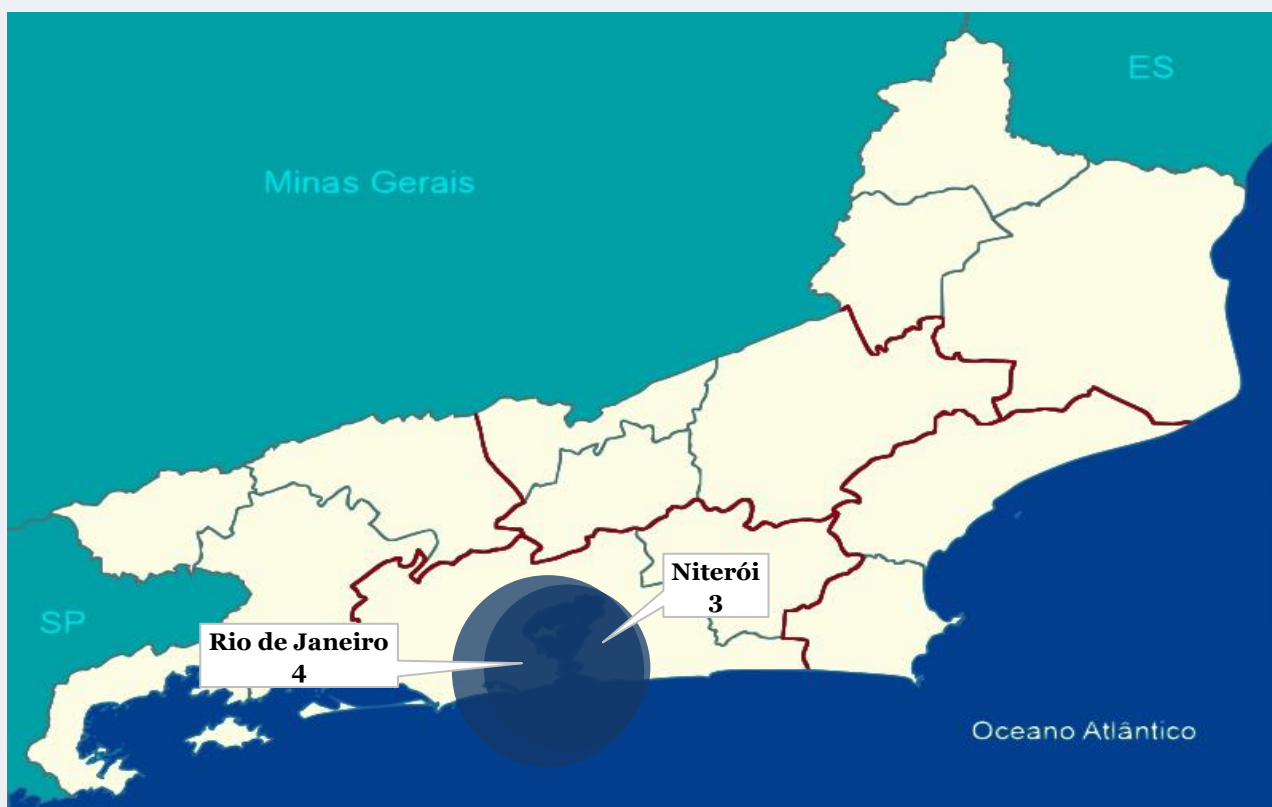 ES
Minas Gerais
Niterói
3
SP
Rio de Janeiro
4
Oceano Atlântico